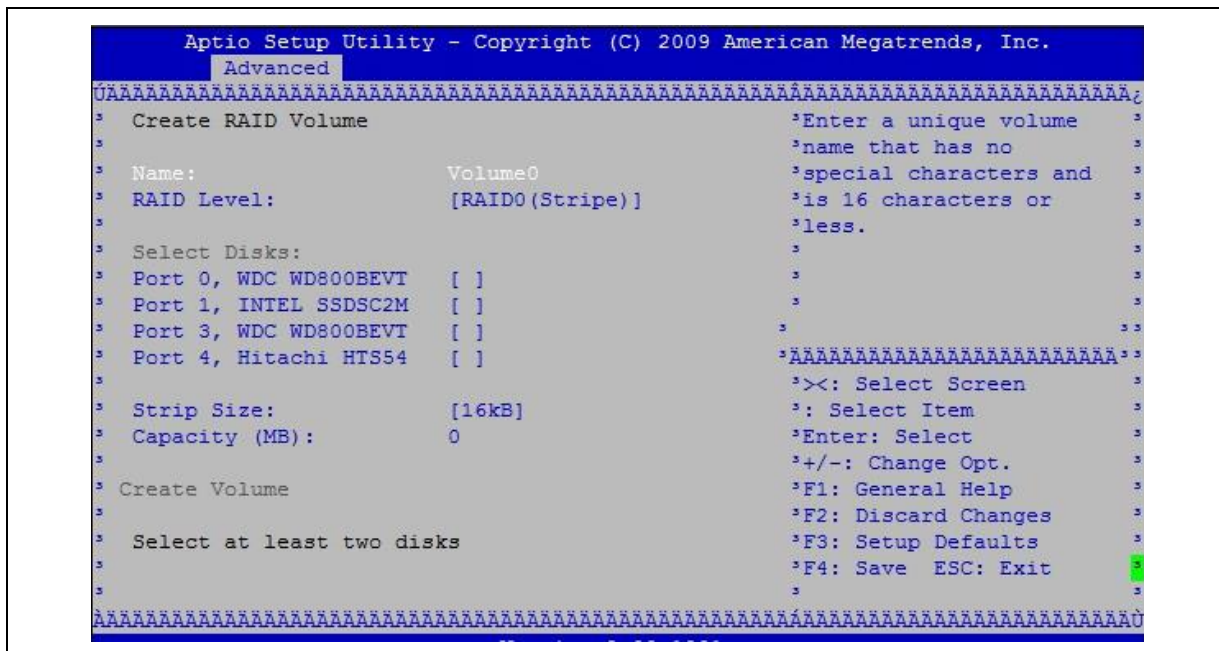 Aptio Setup Utility - Copyright (C) 2009 American Megatrends, Inc.
Advanced
Create RAID Volume
Name: Volume0
RAID Level: [RAID0(Stripe)]
Select Disks:
Port 0, WDC WD800BEVT [ ]
Port 1, INTEL SSDSC2M [ ]
Port 3, WDC WD800BEVT [ ]
Port 4, Hitachi HTS54 [ ]
Strip Size: [16kB]
Capacity (MB): 0
Create Volume
Select at least two disks
Enter a unique volume
name that has no
special characters and
is 16 characters or
less.
><: Select Screen
: Select Item
Enter: Select
+/-: Change Opt.
F1: General Help
F2: Discard Changes
F3: Setup Defaults
F4: Save ESC: Exit